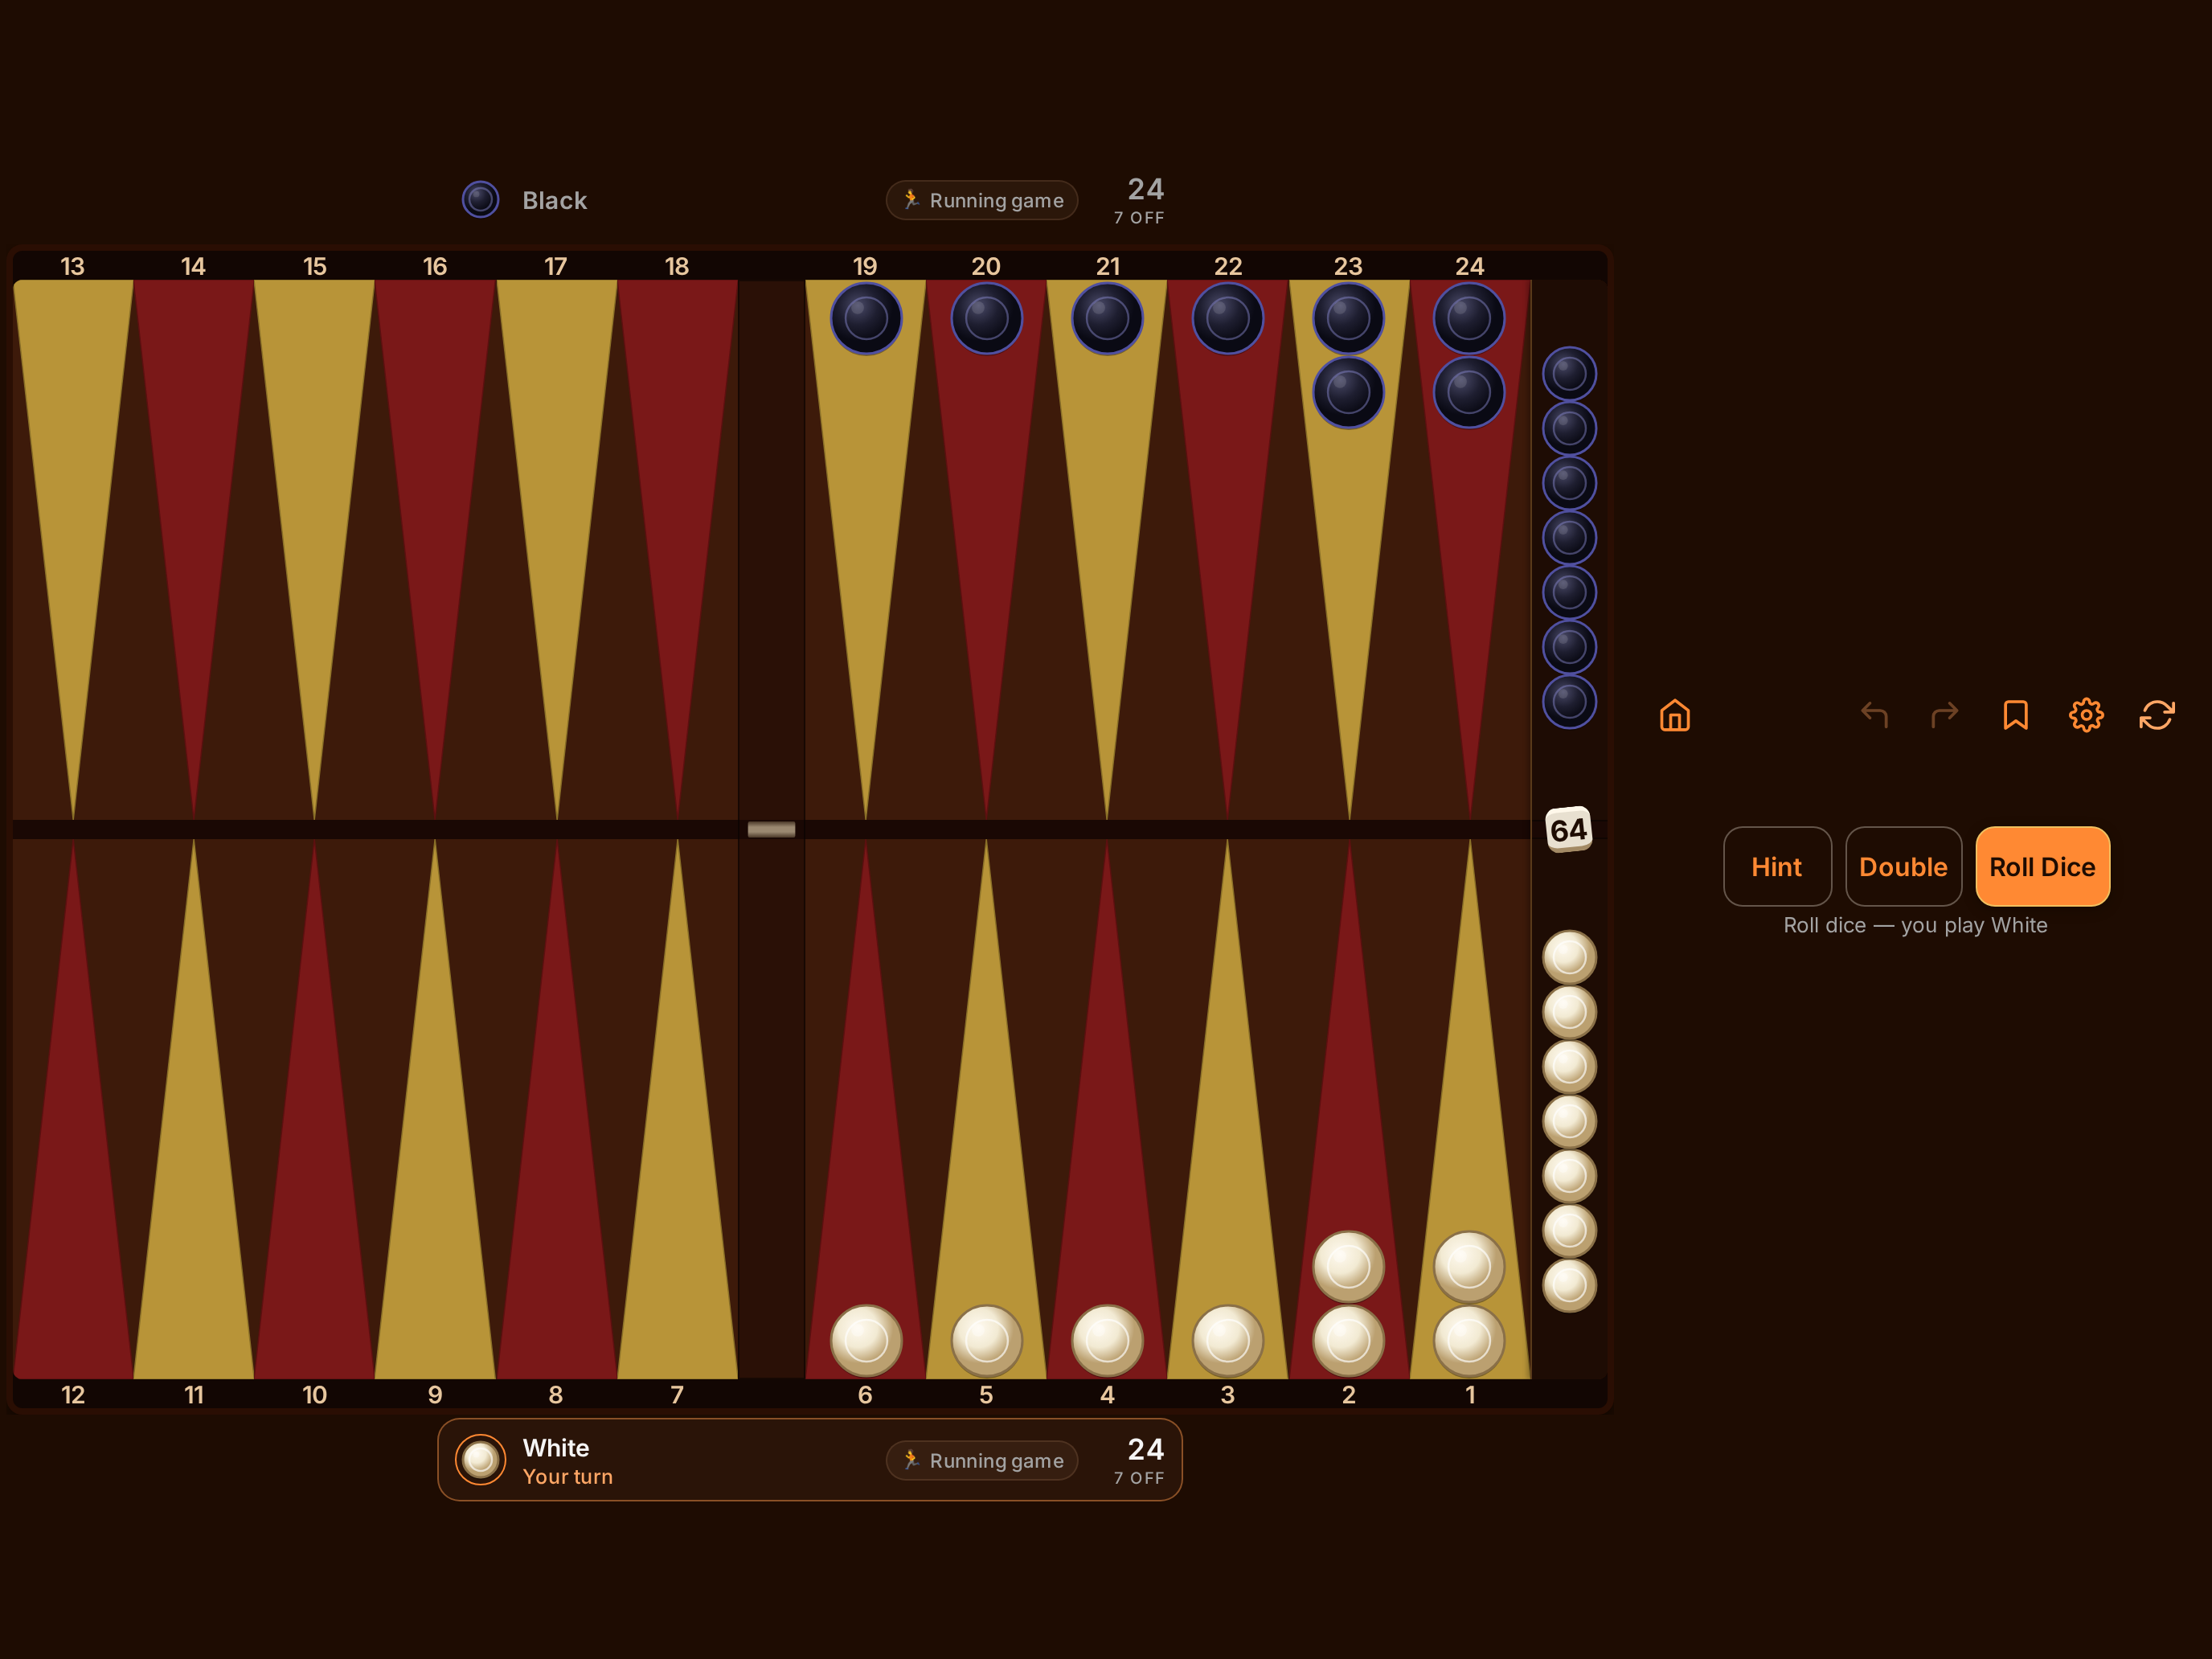 Black
Running game
24
7 OFF
13 14 15 16 17 18 19 20 21 22 23 24
64
Hint
Double
Roll Dice
Roll dice — you play White
12 11 10 9 8 7 6 5 4 3 2 1
White
Your turn
Running game
24
7 OFF